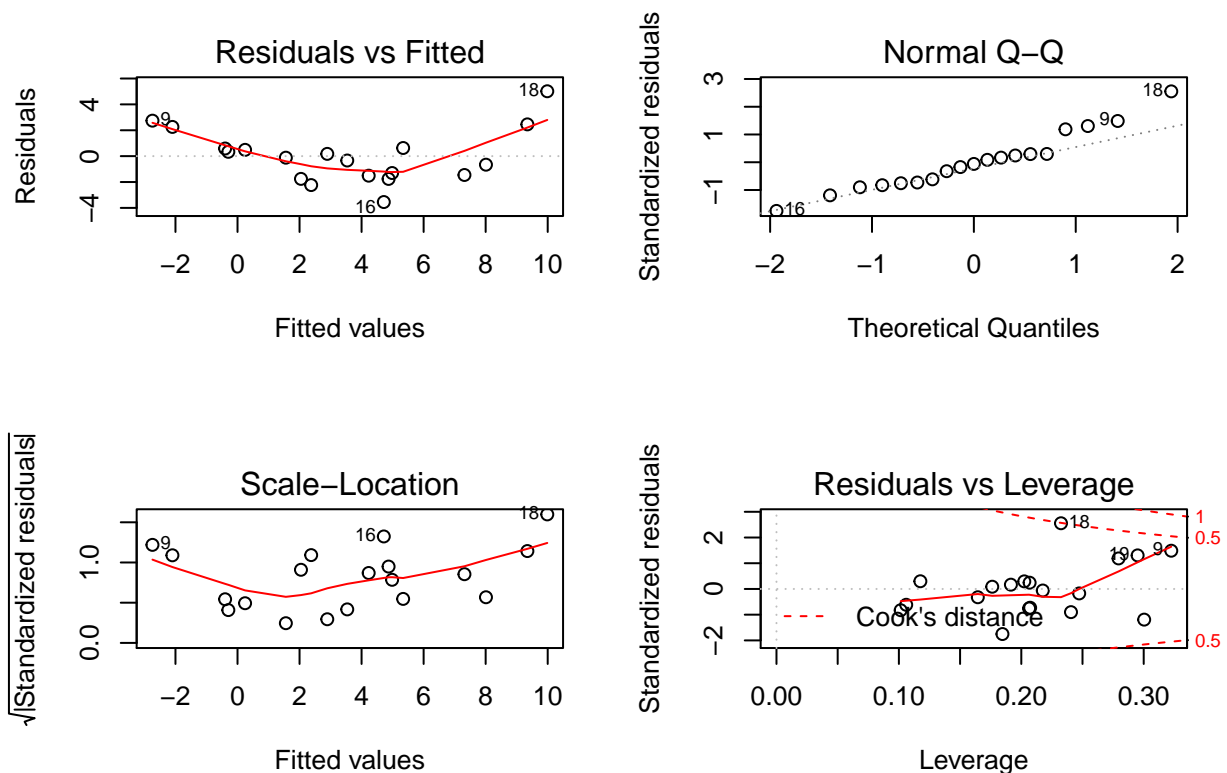 Residuals vs Fitted
Residuals
4
0
−4
18
9
16
−2 0 2 4 6 8 10
Fitted values
Normal Q−Q
Standardized residuals
3
1
−1
18
9
16
−2 −1 0 1 2
Theoretical Quantiles
Scale−Location
√|Standardized residuals|
1.0
0.0
18
16
9
−2 0 2 4 6 8 10
Fitted values
Residuals vs Leverage
Standardized residuals
2
0
−2
1
0.5
0.5
18
19
9
Cook's distance
0.00 0.10 0.20 0.30
Leverage